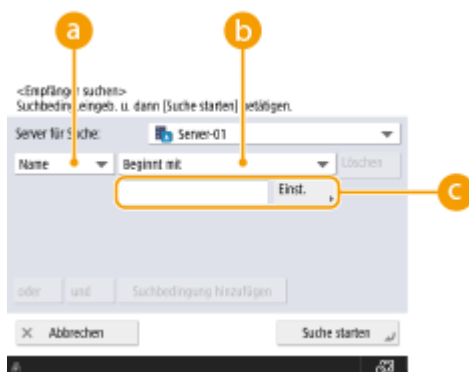 a b
<Empfänger suchen>
Suchbeding. eingeb. u. dann [Suche starten] betätigen.
Server für Suche: Server-01
Name Beginnt mit Löschen
Einst.
c
oder und Suchbedingung hinzufügen
× Abbrechen Suche starten